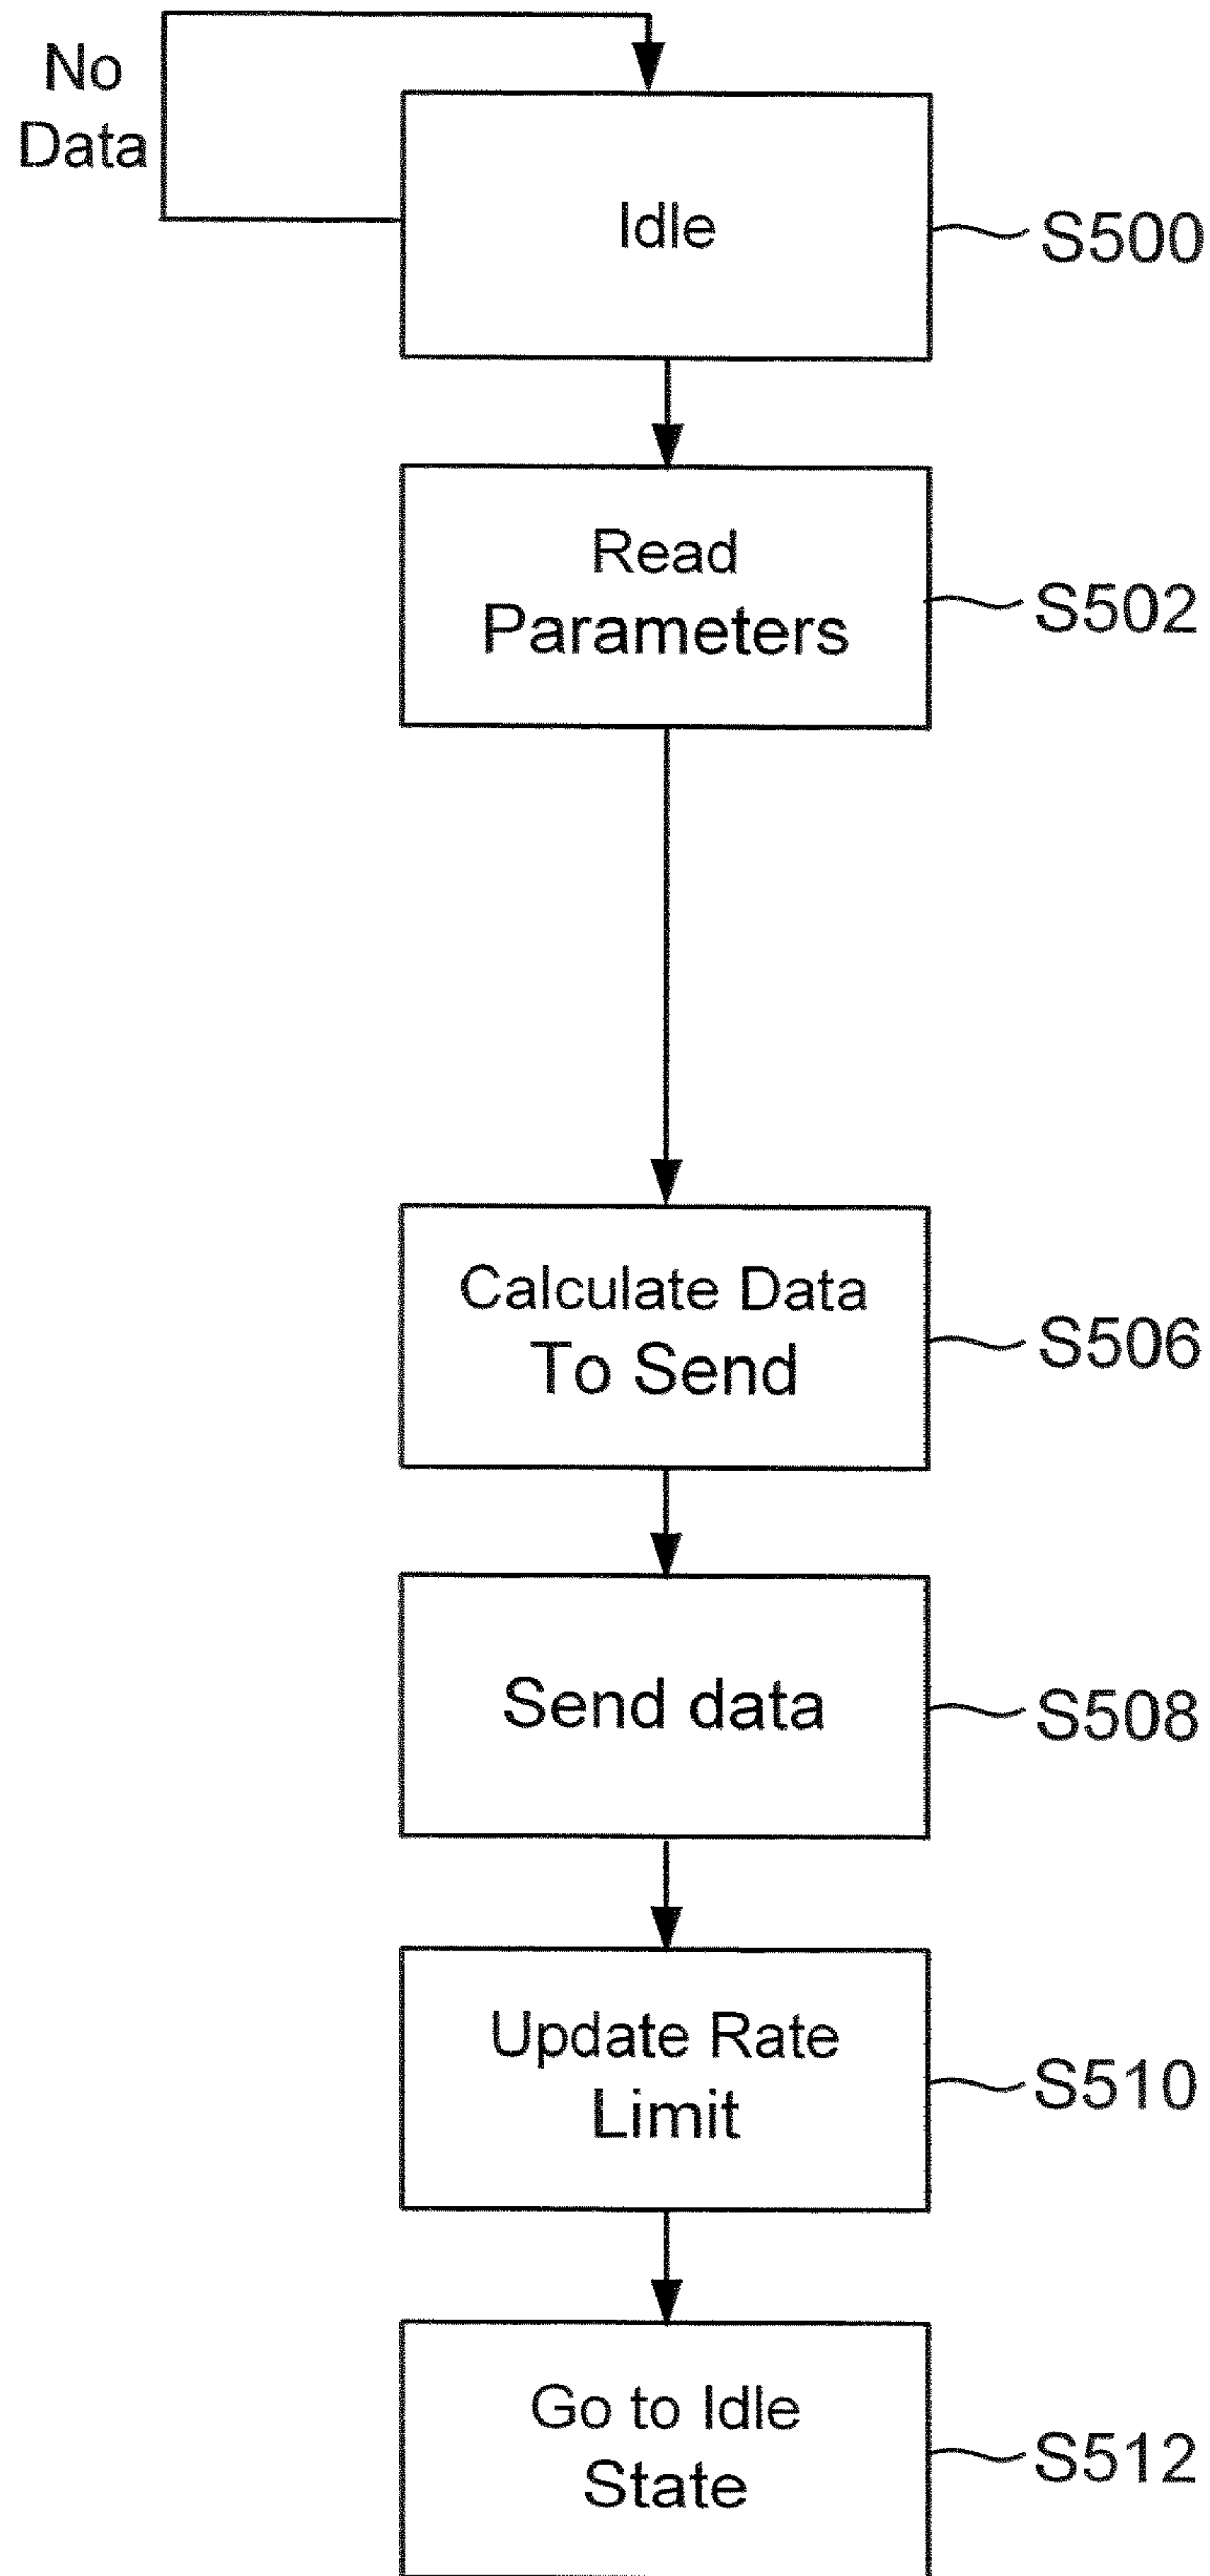 No
Data
Idle
S500
Read
Parameters
S502
Calculate Data
To Send
S506
Send data
S508
Update Rate
Limit
S510
Go to Idle
State
S512